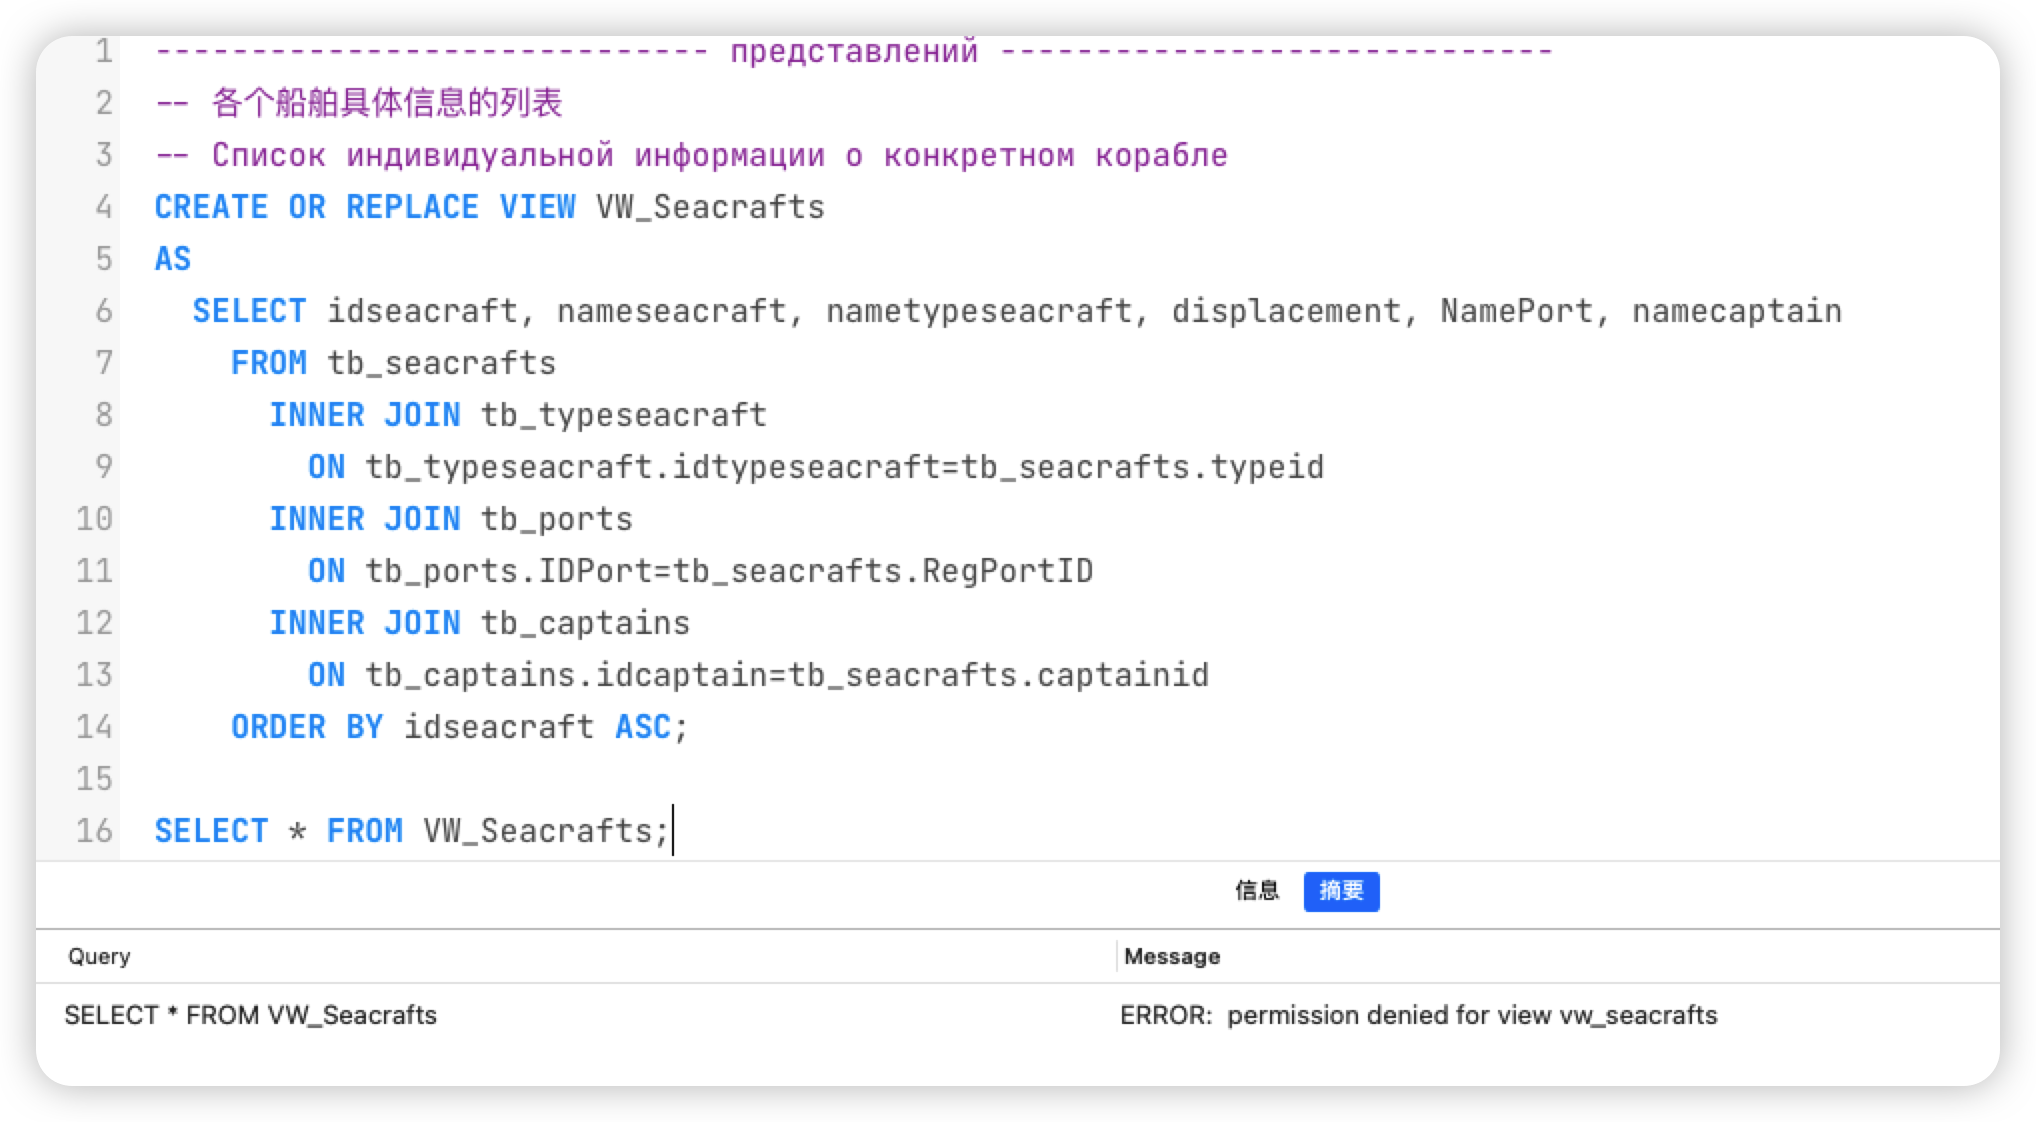 1 ----------------------------- представлений -----------------------------
2 -- 各个船舶具体信息的列表
3 -- Список индивидуальной информации о конкретном корабле
4 CREATE OR REPLACE VIEW VW_Seacrafts
5 AS
6 SELECT idseacraft, nameseacraft, nametypeseacraft, displacement, NamePort, namecaptain
7 FROM tb_seacrafts
8 INNER JOIN tb_typeseacraft
9 ON tb_typeseacraft.idtypeseacraft=tb_seacrafts.typeid
10 INNER JOIN tb_ports
11 ON tb_ports.IDPort=tb_seacrafts.RegPortID
12 INNER JOIN tb_captains
13 ON tb_captains.idcaptain=tb_seacrafts.captainid
14 ORDER BY idseacraft ASC;
15
16 SELECT * FROM VW_Seacrafts;
信息 摘要
Query Message
SELECT * FROM VW_Seacrafts ERROR: permission denied for view vw_seacrafts